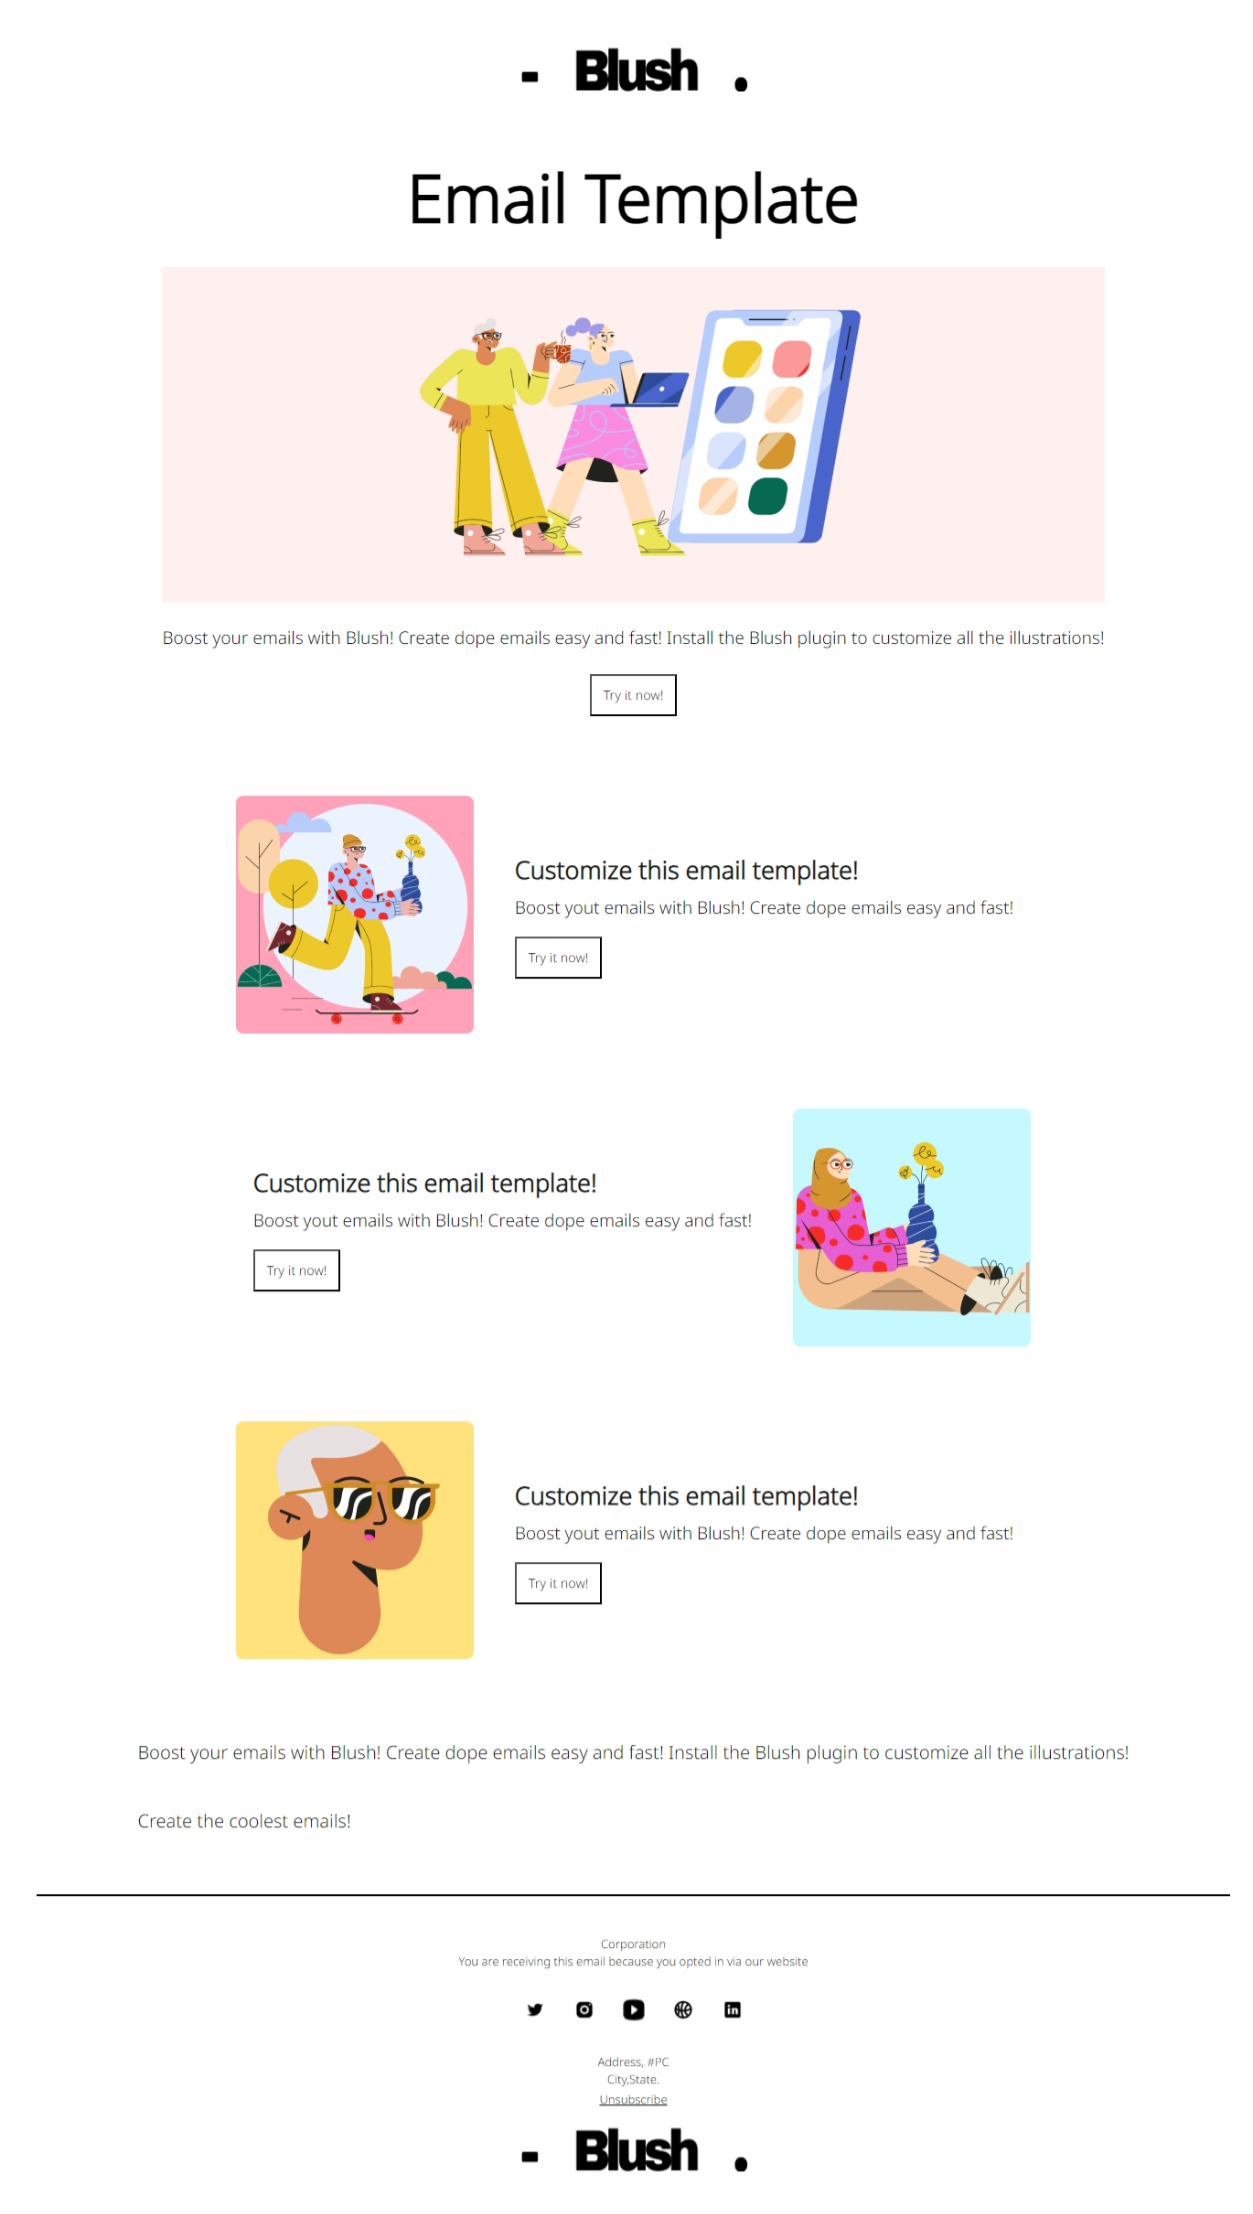 - Blush .
Email Template
Boost your emails with Blush! Create dope emails easy and fast! Install the Blush plugin to customize all the illustrations!
Try it now!
Customize this email template!
Boost yout emails with Blush! Create dope emails easy and fast!
Try it now!
Customize this email template!
Boost yout emails with Blush! Create dope emails easy and fast!
Try it now!
Customize this email template!
Boost yout emails with Blush! Create dope emails easy and fast!
Try it now!
Boost your emails with Blush! Create dope emails easy and fast! Install the Blush plugin to customize all the illustrations!
Create the coolest emails!
Corporation
You are receiving this email because you opted in via our website
in
Address, #PC
City,State.
Unsubscribe
- Blush .